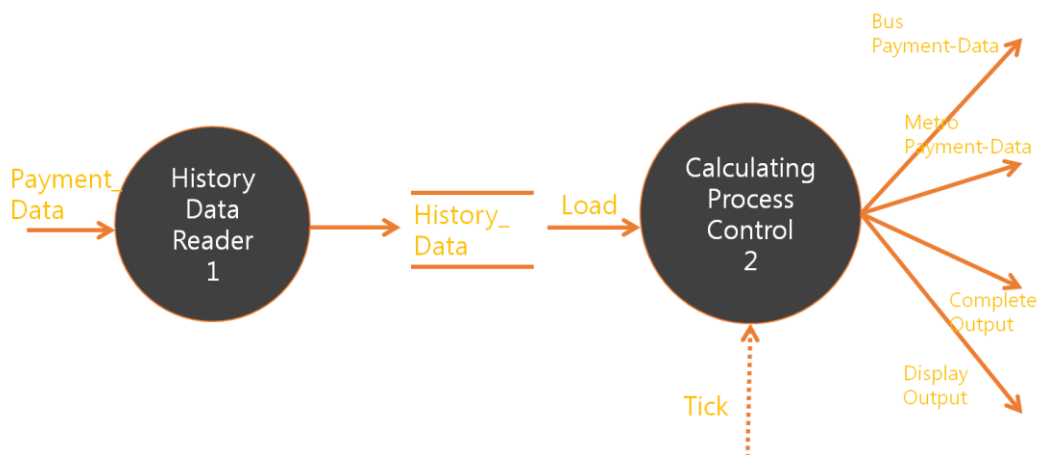 Payment_
Data
History
Data
Reader
1
History_
Data
Load
Calculating
Process
Control
2
Tick
Bus
Payment-Data
Metro
Payment-Data
Complete
Output
Display
Output